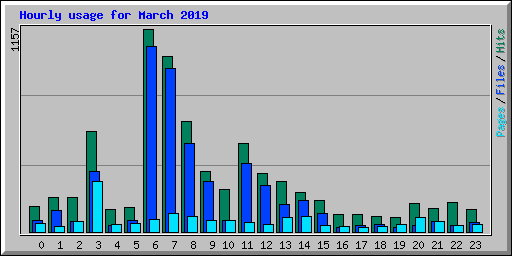 Hourly usage for March 2019
1157
Pages/Files/Hits
0 1 2 3 4 5 6 7 8 9 10 11 12 13 14 15 16 17 18 19 20 21 22 23